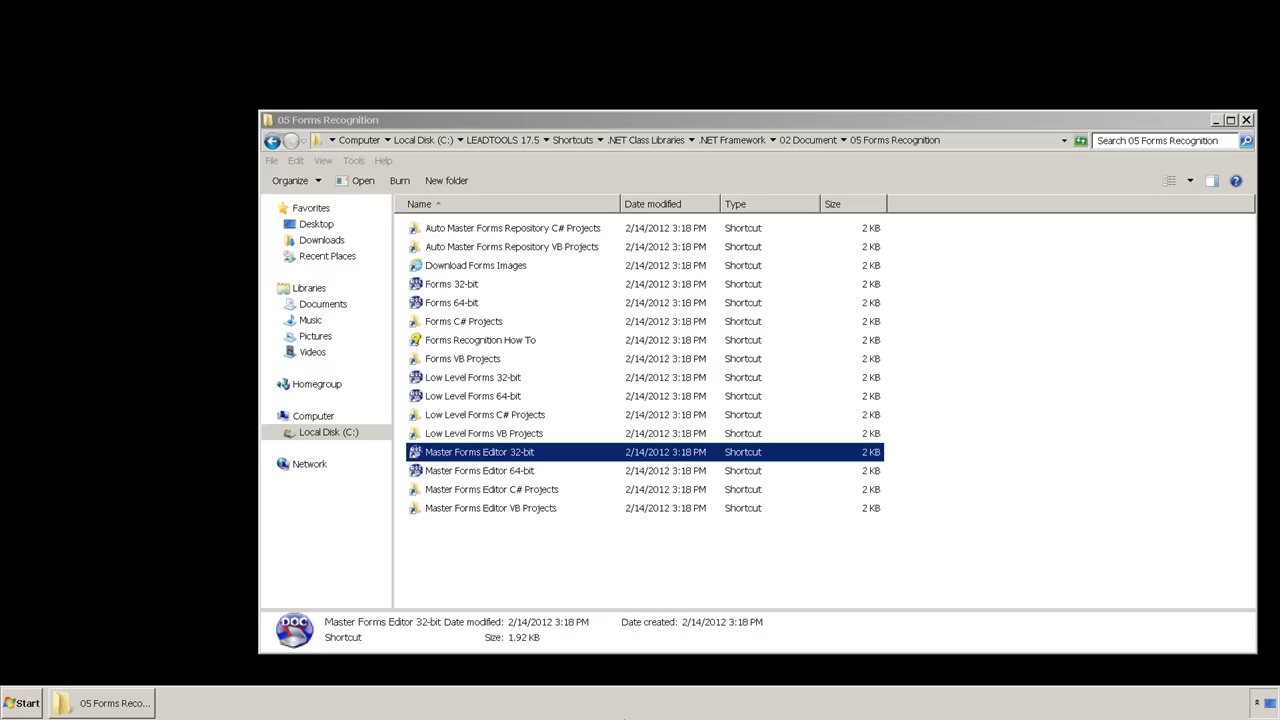 05 Forms Recognition
Computer Local Disk (C:) LEADTOOLS 17.5 Shortcuts .NET Class Libraries .NET Framework 02 Document 05 Forms Recognition Search 05 Forms Recognition
File Edit View Tools Help
Organize Open Burn New folder
Name Date modified Type Size
Favorites
Desktop
Downloads
Recent Places
Libraries
Documents
Music
Pictures
Videos
Homegroup
Computer
Local Disk (C:)
Network
Auto Master Forms Repository C# Projects 2/14/2012 3:18 PM Shortcut 2 KB
Auto Master Forms Repository VB Projects 2/14/2012 3:18 PM Shortcut 2 KB
Download Forms Images 2/14/2012 3:18 PM Shortcut 2 KB
Forms 32-bit 2/14/2012 3:18 PM Shortcut 2 KB
Forms 64-bit 2/14/2012 3:18 PM Shortcut 2 KB
Forms C# Projects 2/14/2012 3:18 PM Shortcut 2 KB
Forms Recognition How To 2/14/2012 3:18 PM Shortcut 2 KB
Forms VB Projects 2/14/2012 3:18 PM Shortcut 2 KB
Low Level Forms 32-bit 2/14/2012 3:18 PM Shortcut 2 KB
Low Level Forms 64-bit 2/14/2012 3:18 PM Shortcut 2 KB
Low Level Forms C# Projects 2/14/2012 3:18 PM Shortcut 2 KB
Low Level Forms VB Projects 2/14/2012 3:18 PM Shortcut 2 KB
Master Forms Editor 32-bit 2/14/2012 3:18 PM Shortcut 2 KB
Master Forms Editor 64-bit 2/14/2012 3:18 PM Shortcut 2 KB
Master Forms Editor C# Projects 2/14/2012 3:18 PM Shortcut 2 KB
Master Forms Editor VB Projects 2/14/2012 3:18 PM Shortcut 2 KB
DOC
Master Forms Editor 32-bit Date modified: 2/14/2012 3:18 PM Date created: 2/14/2012 3:18 PM
Shortcut Size: 1.92 KB
Start 05 Forms Reco...